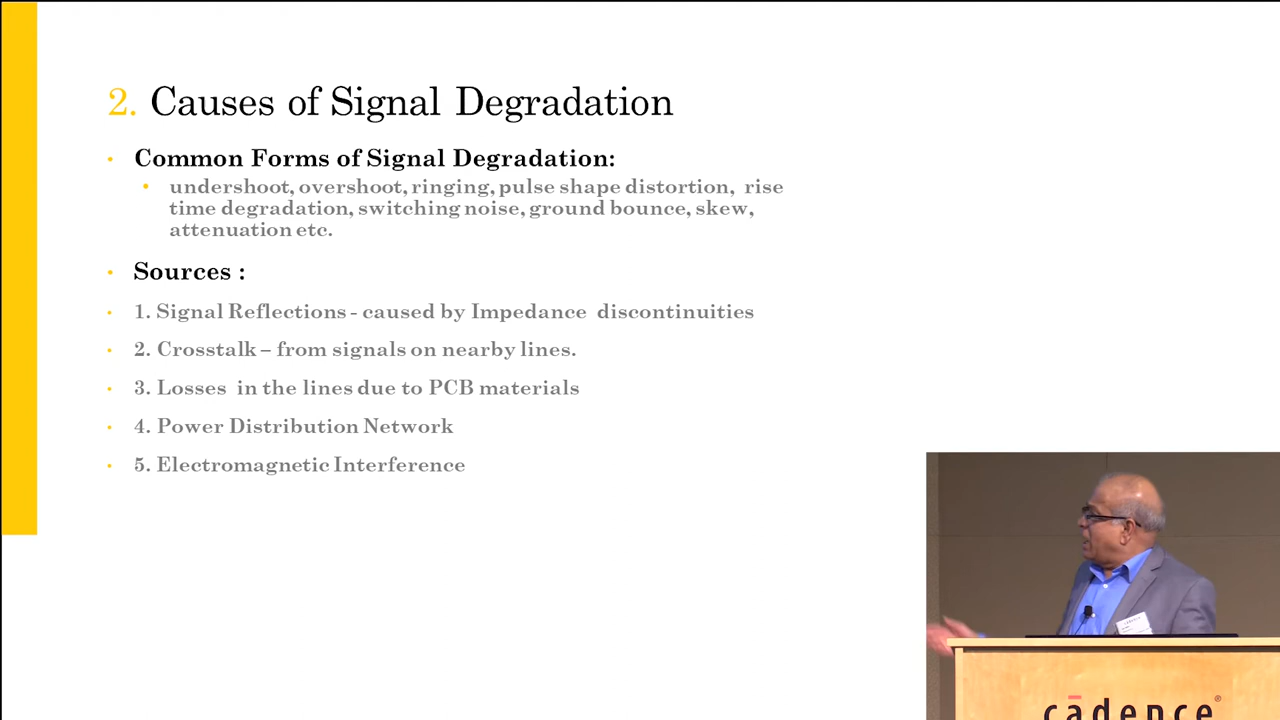 2. Causes of Signal Degradation
• Common Forms of Signal Degradation:
• undershoot, overshoot, ringing, pulse shape distortion, rise
time degradation, switching noise, ground bounce, skew,
attenuation etc.
• Sources :
• 1. Signal Reflections - caused by Impedance discontinuities
• 2. Crosstalk – from signals on nearby lines.
• 3. Losses in the lines due to PCB materials
• 4. Power Distribution Network
• 5. Electromagnetic Interference
cādence®